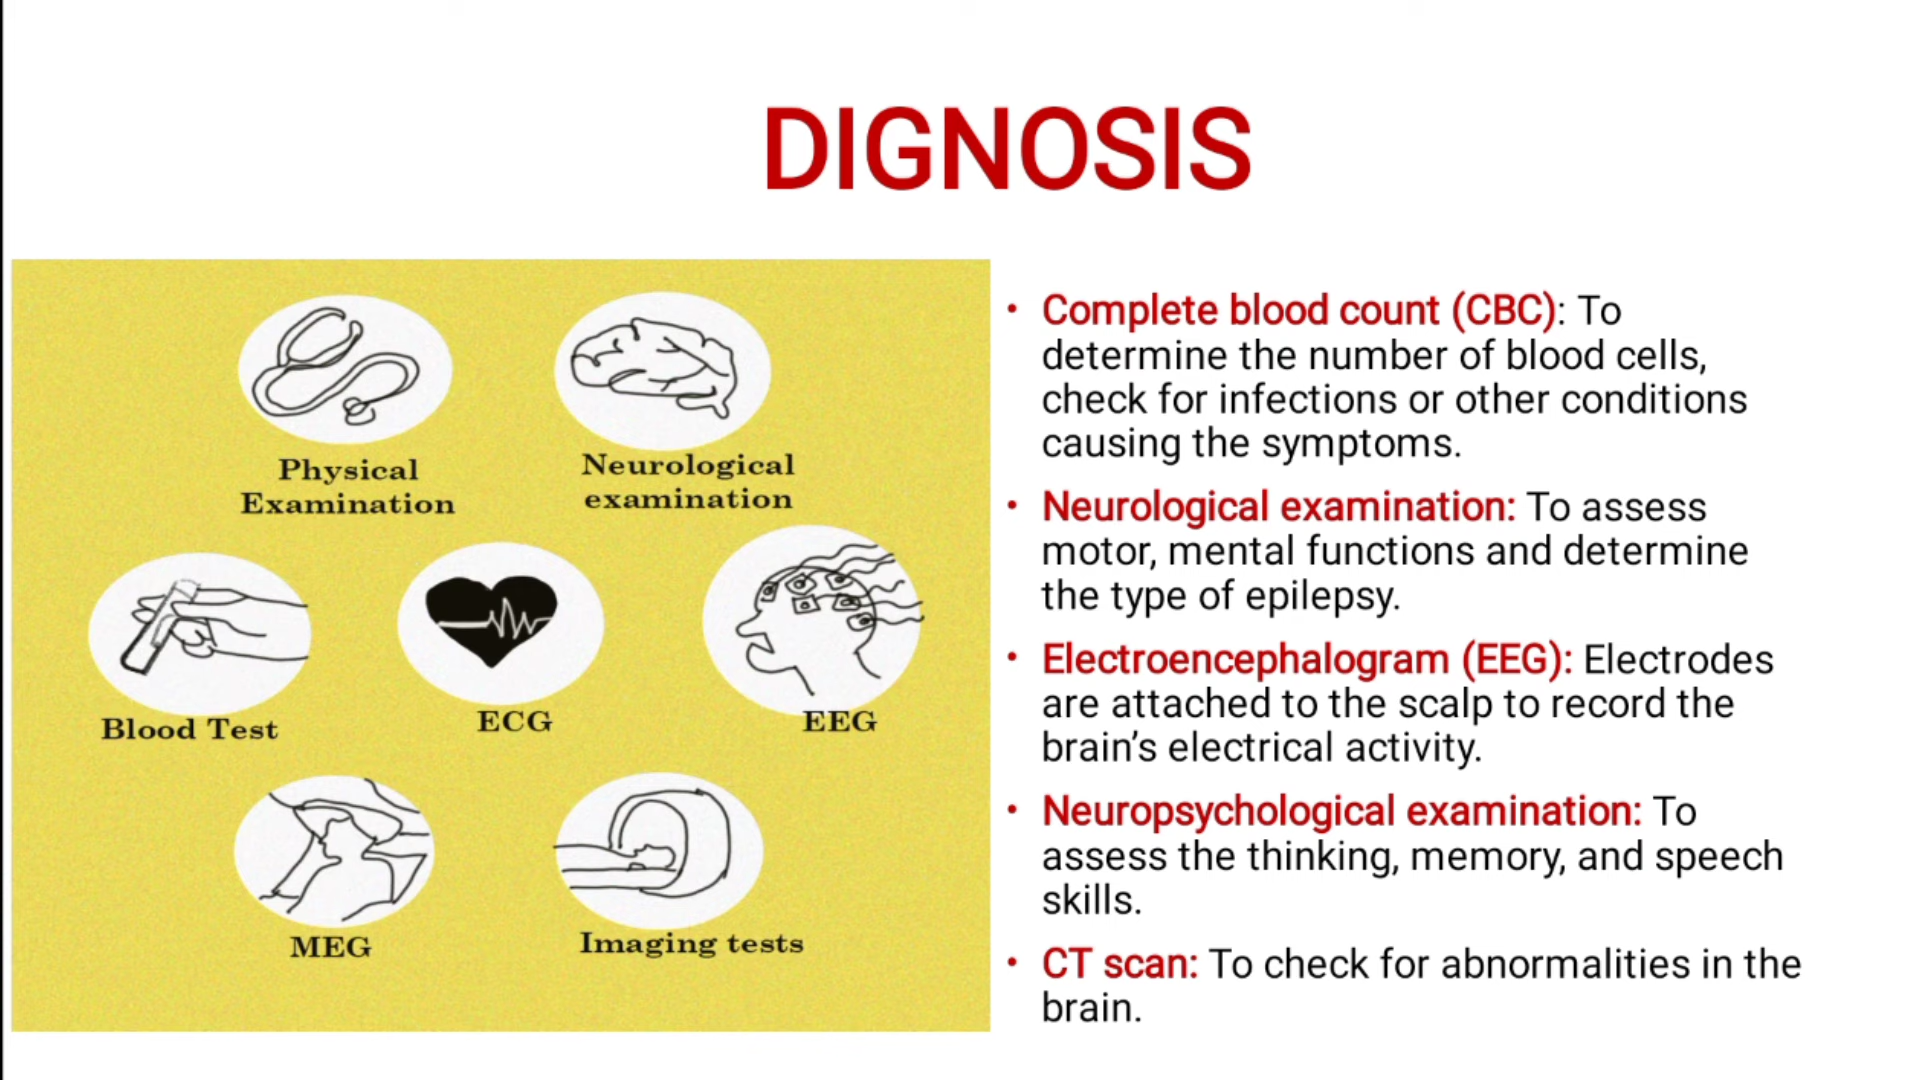 DIGNOSIS
Physical
Examination
Neurological
examination
Blood Test
ECG
EEG
MEG
Imaging tests
• Complete blood count (CBC): To
determine the number of blood cells,
check for infections or other conditions
causing the symptoms.
• Neurological examination: To assess
motor, mental functions and determine
the type of epilepsy.
• Electroencephalogram (EEG): Electrodes
are attached to the scalp to record the
brain’s electrical activity.
• Neuropsychological examination: To
assess the thinking, memory, and speech
skills.
• CT scan: To check for abnormalities in the
brain.